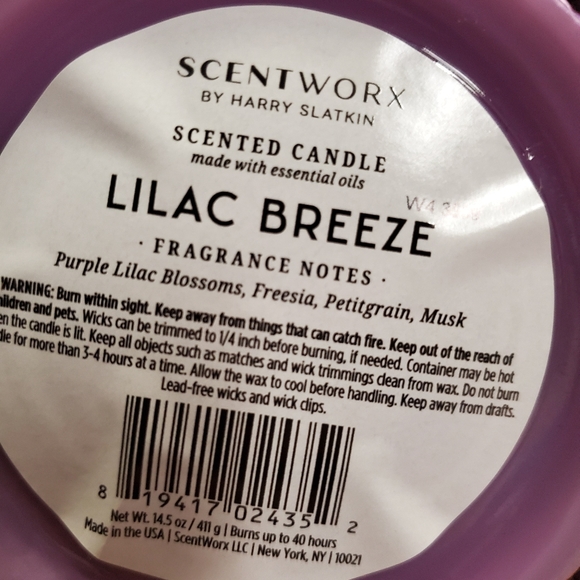 SCENTWORX
BY HARRY SLATKIN
SCENTED CANDLE
made with essential oils
W4
LILAC BREEZE
· FRAGRANCE NOTES ·
Purple Lilac Blossoms, Freesia, Petitgrain, Musk
WARNING: Burn within sight. Keep away from things that can catch fire. Keep out of the reach of
and pets. Wicks can be trimmed to 1/4 inch before burning, if needed. Container may be hot
the candle is lit. Keep all objects such as matches and wick trimmings clean from wax. Do not burn
for more than 3-4 hours at a time. Allow the wax to cool before handling. Keep away from drafts.
Lead-free wicks and wick clips.
8 19417 02435 2
Net Wt. 14.5 oz / 411 g | Burns up to 40 hours
Made in the USA | ScentWorx LLC | New York, NY | 10021